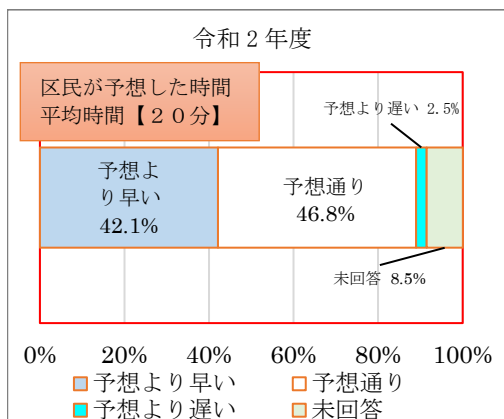 令和２年度
区民が予想した時間
平均時間【２０分】
予想より遅い 2.5%
予想よ
り早い
42.1%
予想通り
46.8%
未回答 8.5%
0% 20% 40% 60% 80% 100%
予想より早い 予想通り
予想より遅い 未回答